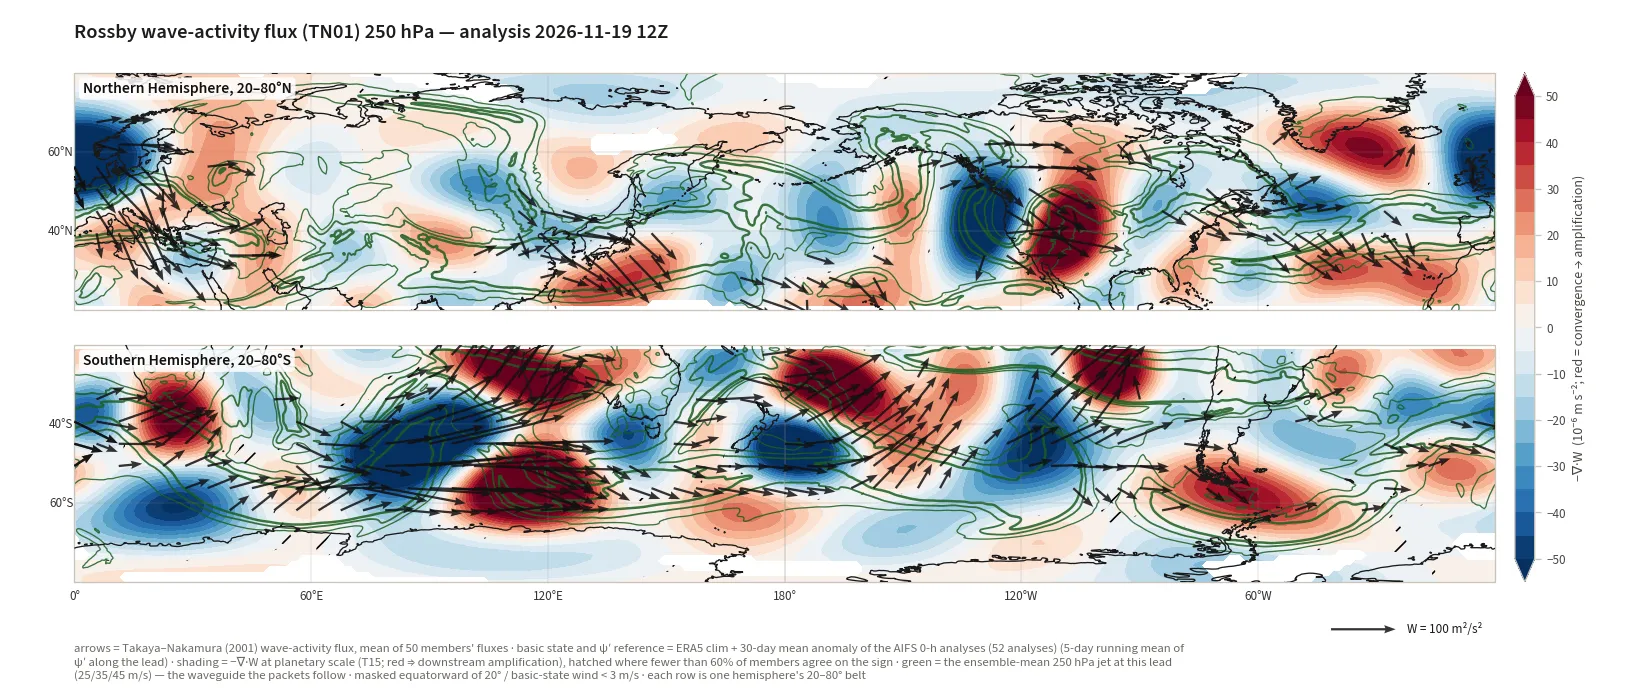 Rossby wave-activity flux (TN01) 250 hPa — analysis 2026-11-19 12Z
Northern Hemisphere, 20–80°N
60°N
40°N
Southern Hemisphere, 20–80°S
40°S
60°S
0°
60°E
120°E
180°
120°W
60°W
50
40
30
20
10
0
−10
−20
−30
−40
−50
−∇·W (10⁻⁶ m s⁻²; red = convergence → amplification)
W = 100 m²/s²
arrows = Takaya–Nakamura (2001) wave-activity flux, mean of 50 members' fluxes · basic state and ψ' reference = ERA5 clim + 30-day mean anomaly of the AIFS 0-h analyses (52 analyses) (5-day running mean of
ψ' along the lead) · shading = −∇·W at planetary scale (T15; red ⇒ downstream amplification), hatched where fewer than 60% of members agree on the sign · green = the ensemble-mean 250 hPa jet at this lead
(25/35/45 m/s) — the waveguide the packets follow · masked equatorward of 20° / basic-state wind < 3 m/s · each row is one hemisphere's 20–80° belt